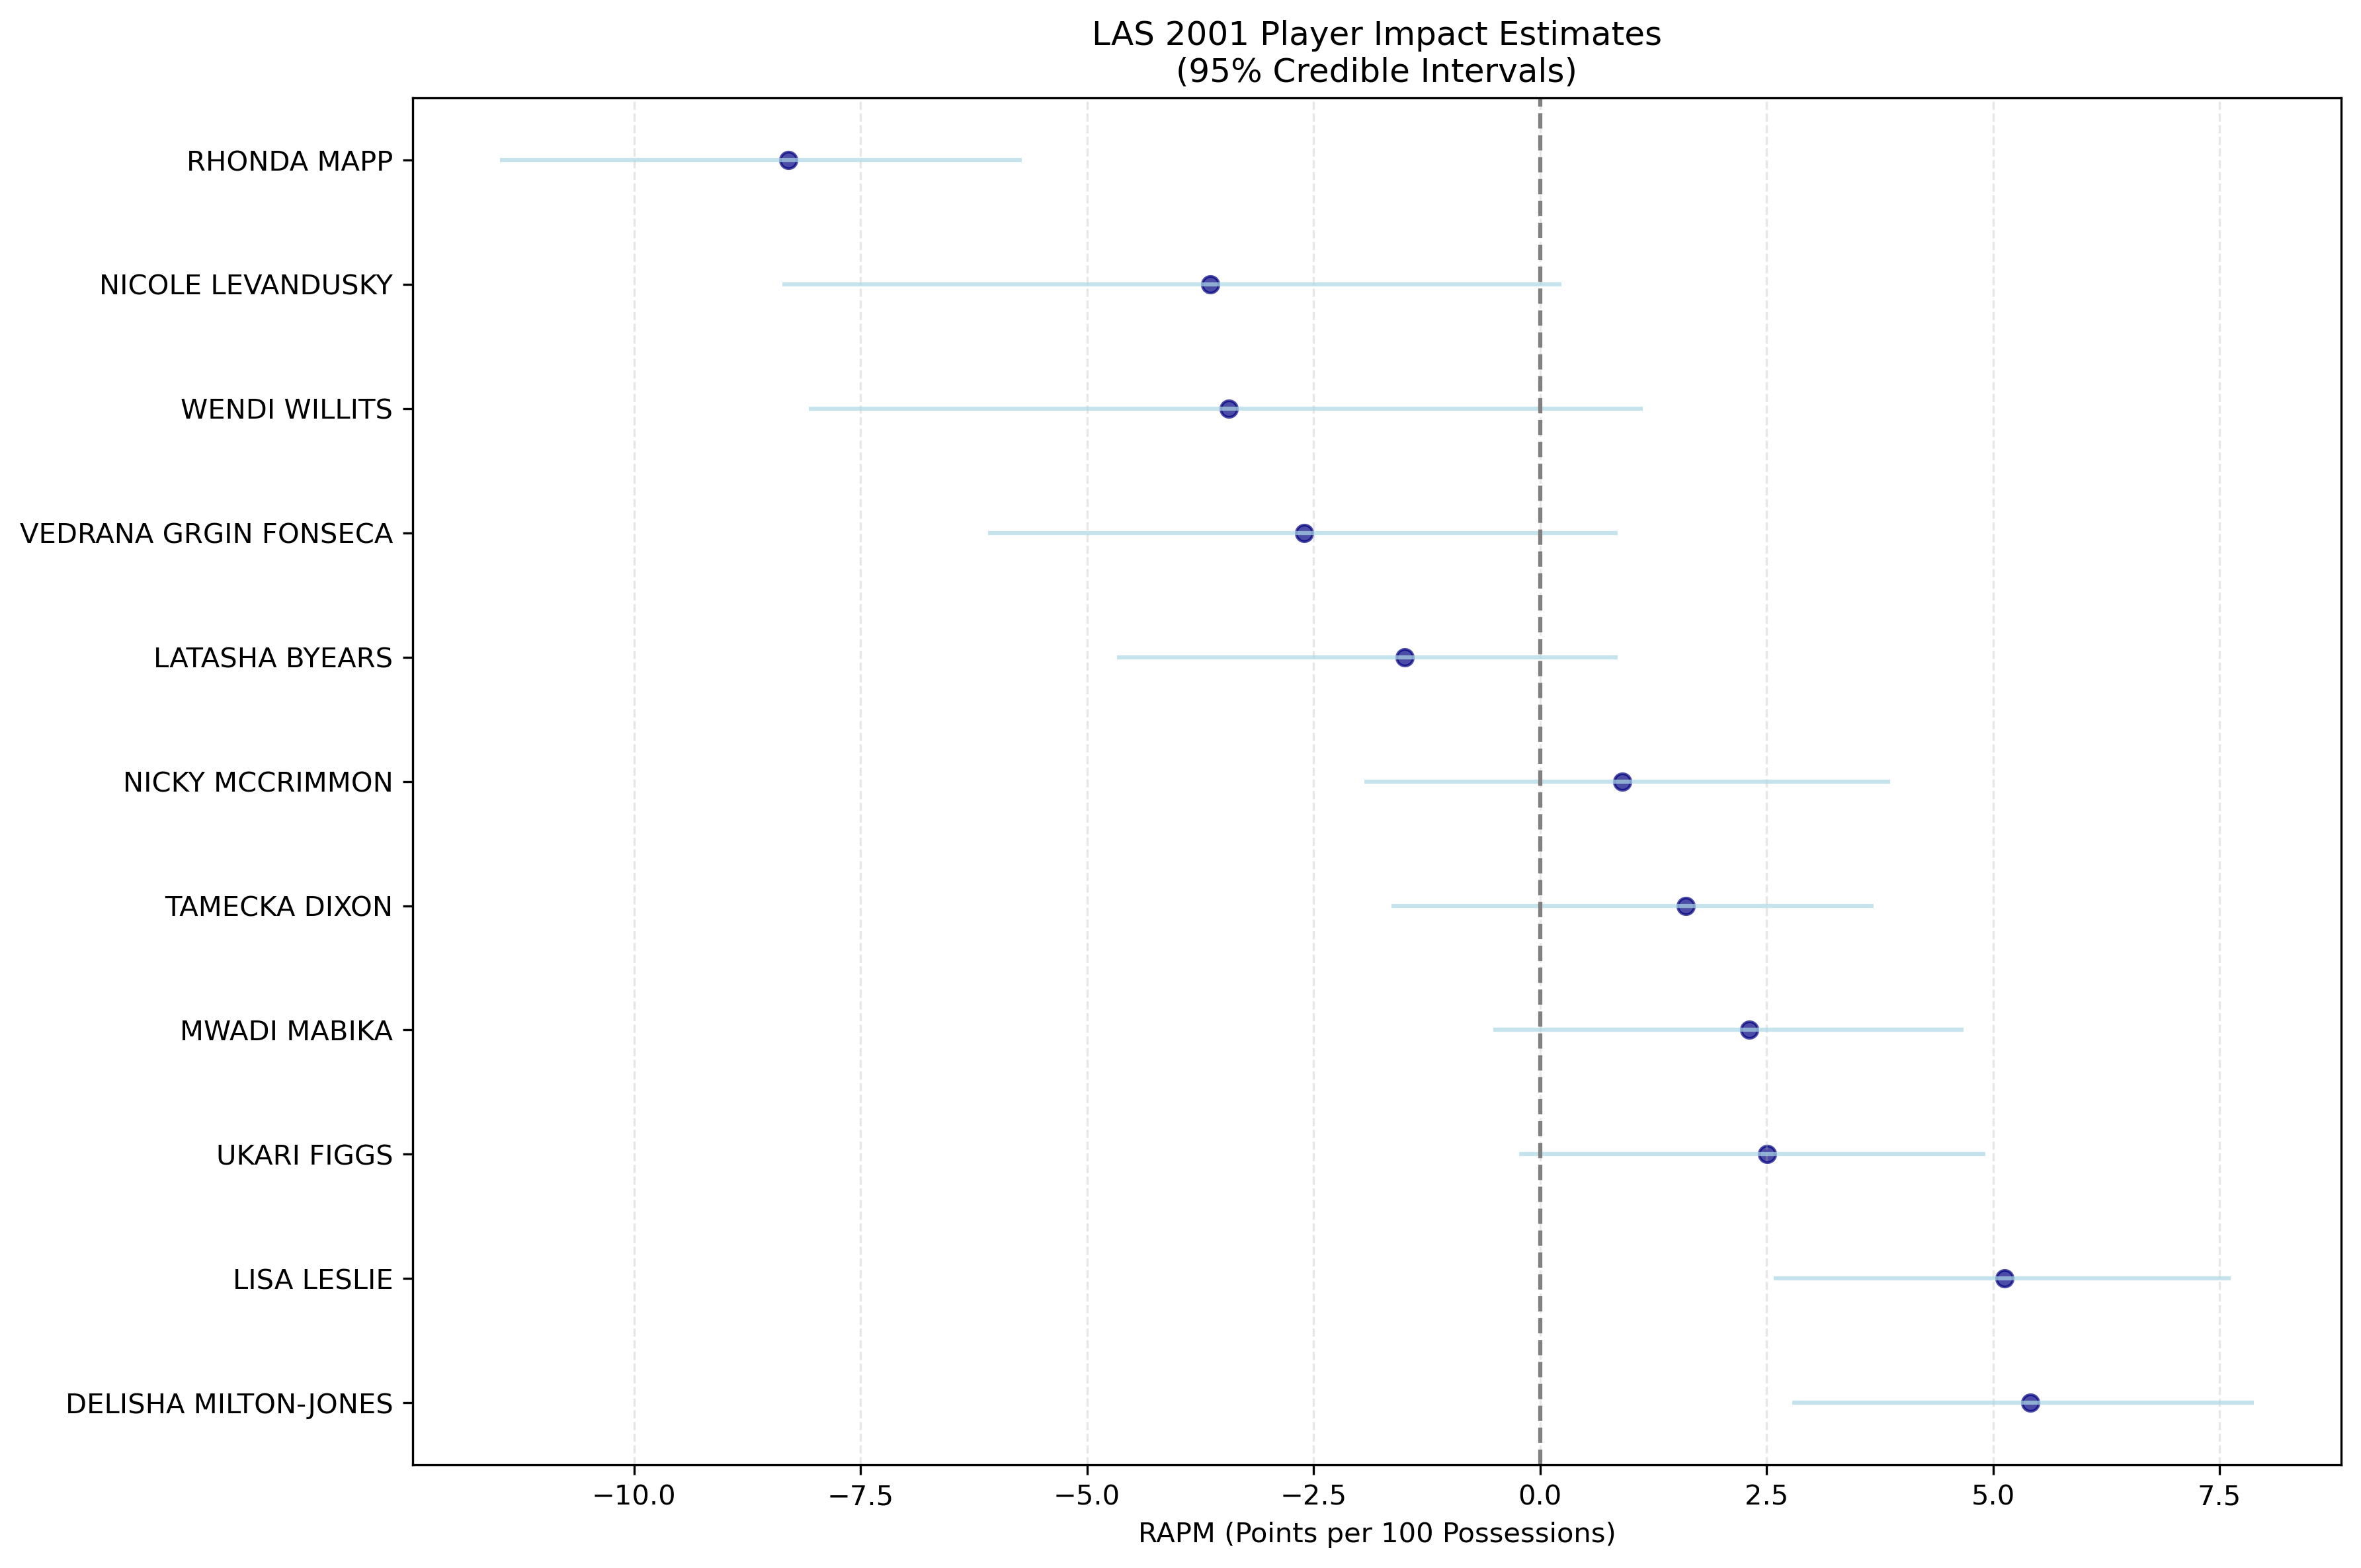 LAS 2001 Player Impact Estimates
(95% Credible Intervals)
RHONDA MAPP
NICOLE LEVANDUSKY
WENDI WILLITS
VEDRANA GRGIN FONSECA
LATASHA BYEARS
NICKY MCCRIMMON
TAMECKA DIXON
MWADI MABIKA
UKARI FIGGS
LISA LESLIE
DELISHA MILTON-JONES
−10.0 −7.5 −5.0 −2.5 0.0 2.5 5.0 7.5
RAPM (Points per 100 Possessions)